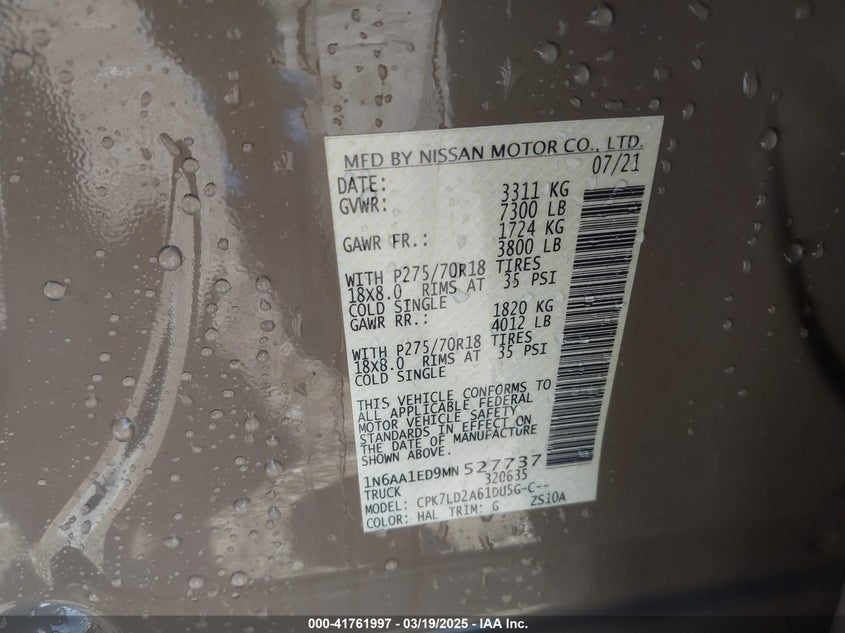 MFD BY NISSAN MOTOR CO., LTD.
DATE: 07/21
GVWR: 3311 KG
7300 LB
GAWR FR.: 1724 KG
3800 LB
WITH P275/70R18 TIRES
18X8.0 RIMS AT 35 PSI
COLD SINGLE
GAWR RR.: 1820 KG
4012 LB
WITH P275/70R18 TIRES
18X8.0 RIMS AT 35 PSI
COLD SINGLE
THIS VEHICLE CONFORMS TO
ALL APPLICABLE FEDERAL
MOTOR VEHICLE SAFETY
STANDARDS IN EFFECT ON
THE DATE OF MANUFACTURE
SHOWN ABOVE.
1N6AA1ED9MN 527737
TRUCK 320635
MODEL: CPK7LD2A61DU5G-C--
COLOR: HAL TRIM: G ZS10A
000-41761997 - 03/19/2025 - IAA Inc.